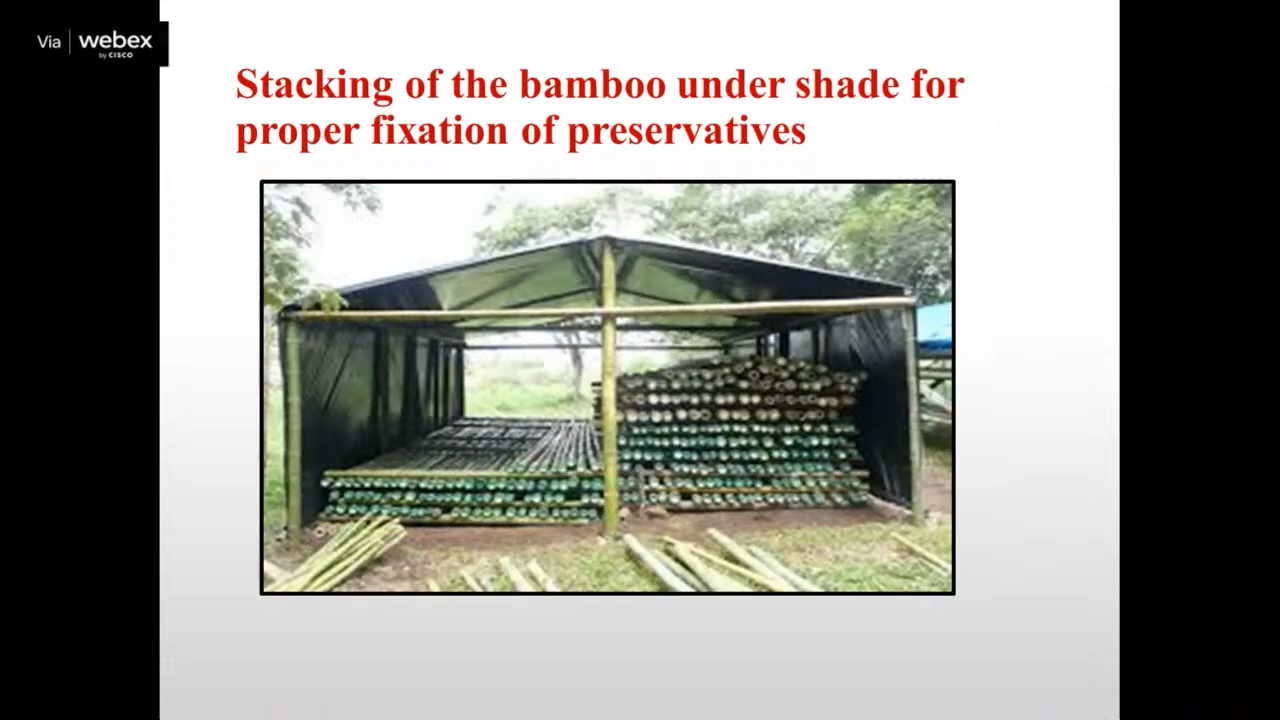 Via webex
by CISCO
Stacking of the bamboo under shade for
proper fixation of preservatives